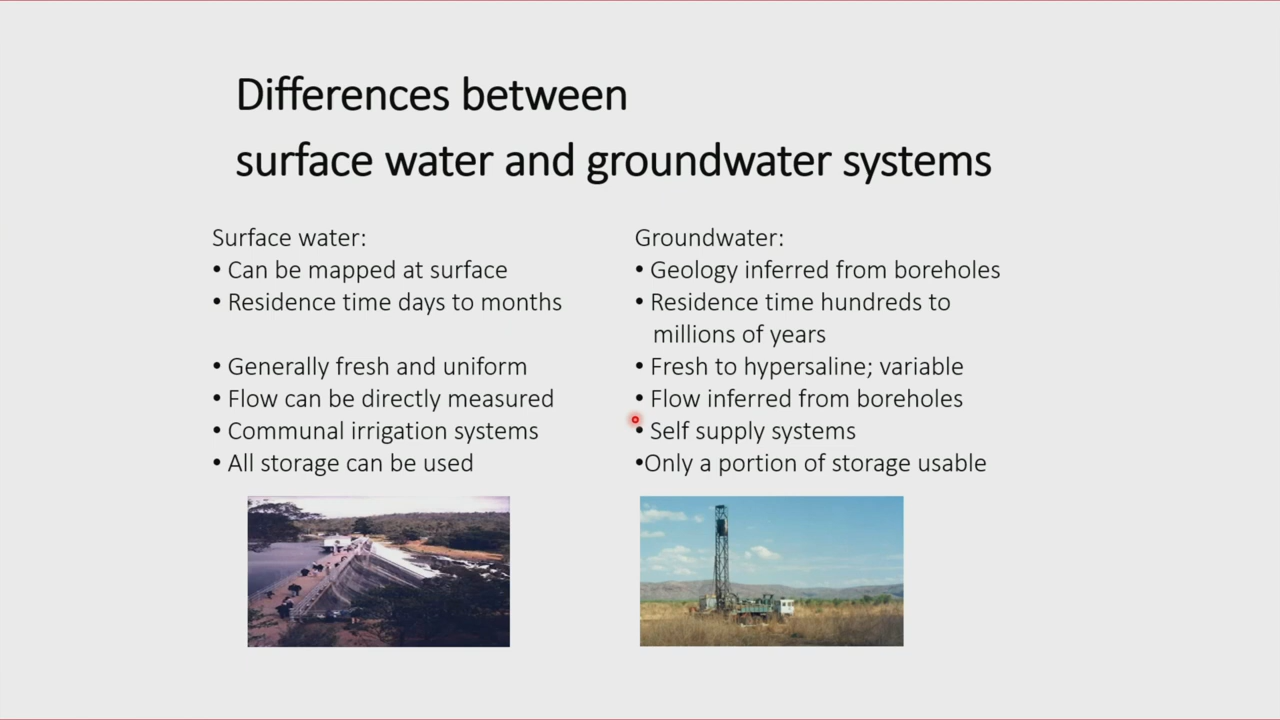 Differences between
surface water and groundwater systems
Surface water:
• Can be mapped at surface
• Residence time days to months
• Generally fresh and uniform
• Flow can be directly measured
• Communal irrigation systems
• All storage can be used
Groundwater:
• Geology inferred from boreholes
• Residence time hundreds to
millions of years
• Fresh to hypersaline; variable
• Flow inferred from boreholes
• Self supply systems
•Only a portion of storage usable